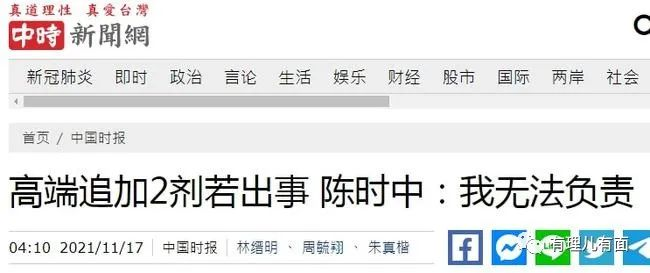 真道理性 真愛台灣
中時新聞網
新冠肺炎 即时 政治 言论 生活 娱乐 财经 股市 国际 两岸 社会
首页 / 中国时报
高端追加2剂若出事 陈时中：我无法负责
04:10 2021/11/17 中国时报 林缙明 、 周毓翔 、 朱真楷
有理儿有面